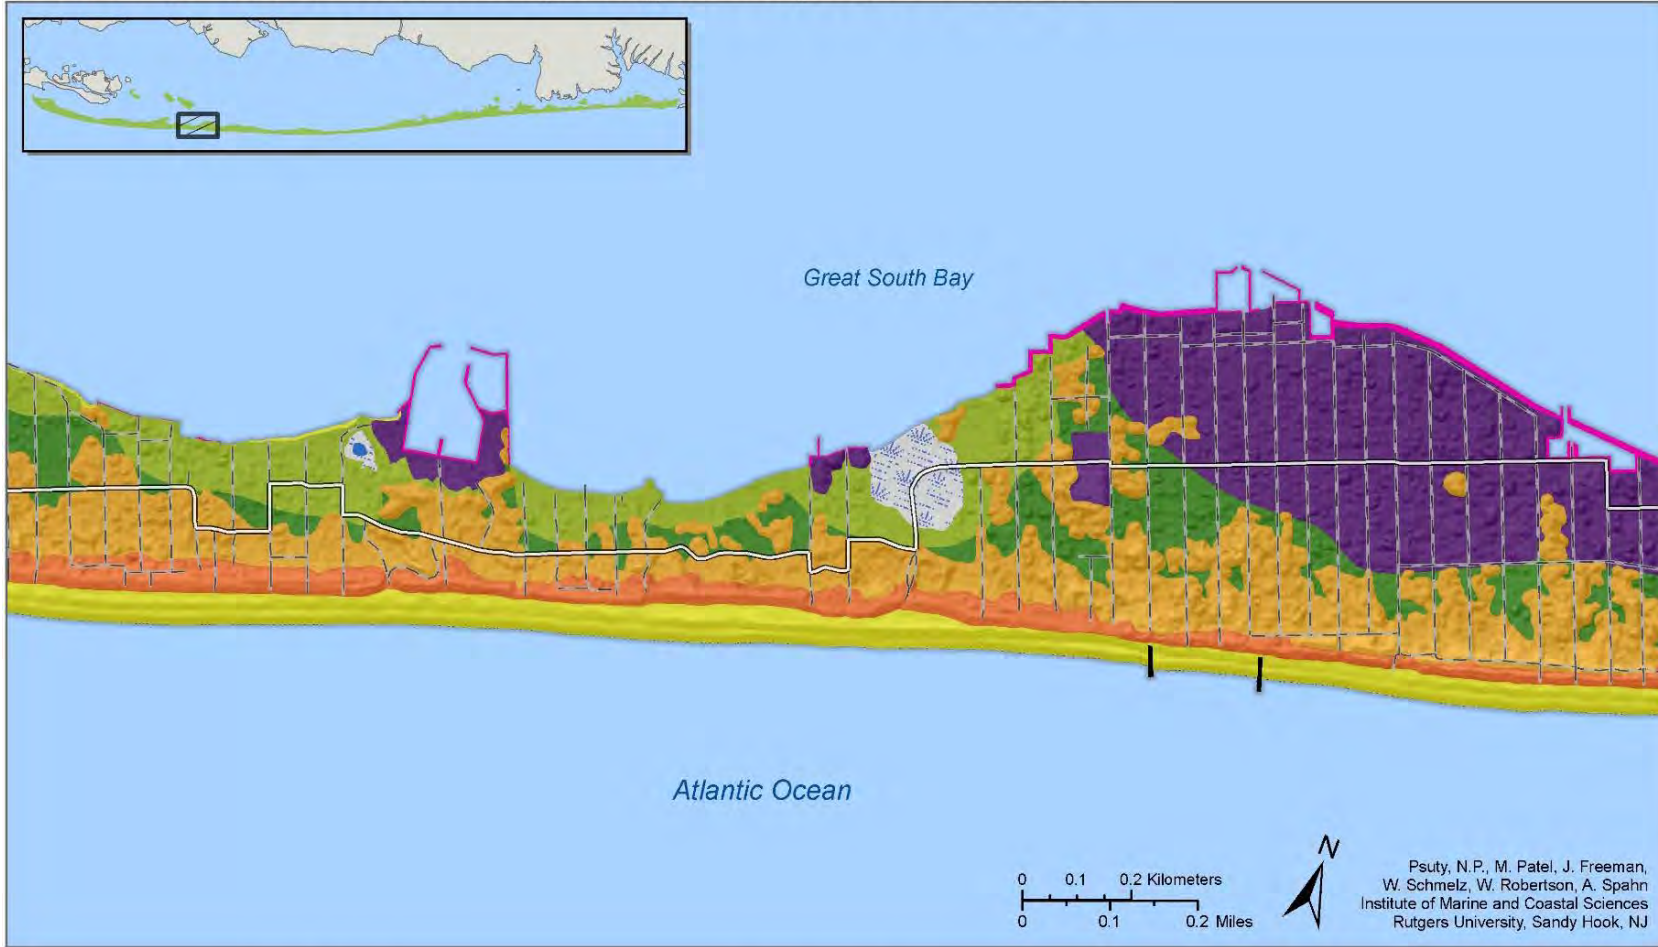 Great South Bay
Atlantic Ocean
N
0 0.1 0.2 Kilometers
0 0.1 0.2 Miles
Psuty, N.P., M. Patel, J. Freeman,
W. Schmelz, W. Robertson, A. Spahn
Institute of Marine and Coastal Sciences
Rutgers University, Sandy Hook, NJ